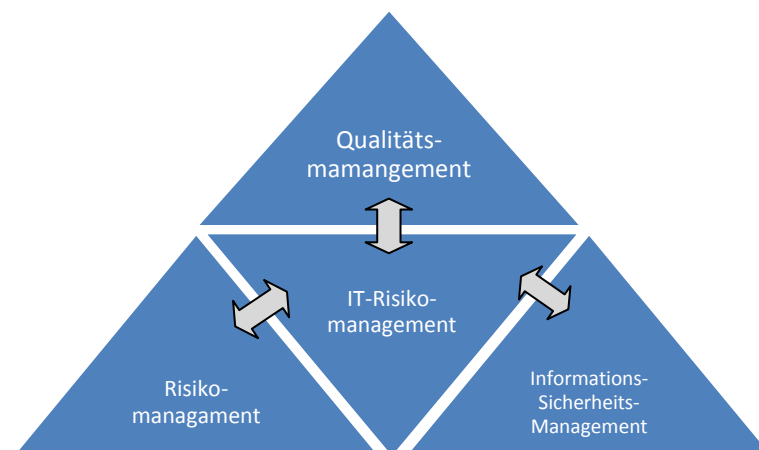 Qualitäts-
mamangement
IT-Risiko-
management
Risiko-
managament
Informations-
Sicherheits-
Management